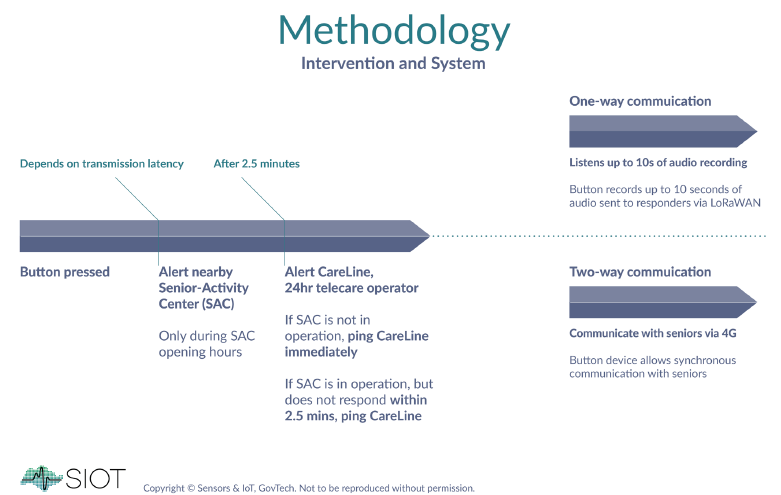 Methodology
Intervention and System
One-way commuication
Listens up to 10s of audio recording
Button records up to 10 seconds of
audio sent to responders via LoRaWAN
Depends on transmission latency
After 2.5 minutes
Button pressed
Alert nearby
Senior-Activity
Center (SAC)
Only during SAC
opening hours
Alert CareLine,
24hr telecare operator
If SAC is not in
operation, ping CareLine
immediately
If SAC is in operation, but
does not respond within
2.5 mins, ping CareLine
Two-way commuication
Communicate with seniors via 4G
Button device allows synchronous
communication with seniors
SIOT
Copyright © Sensors & IoT, GovTech. Not to be reproduced without permission.